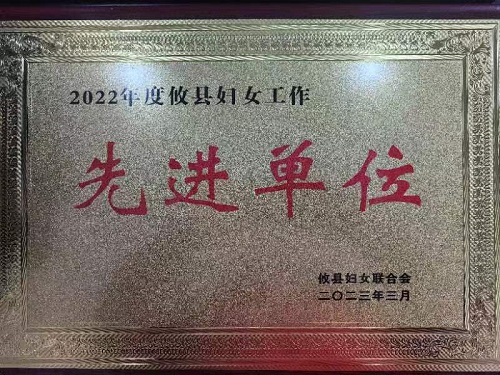 2022年度攸县妇女工作
先进单位
攸县妇女联合会
二〇二三年三月